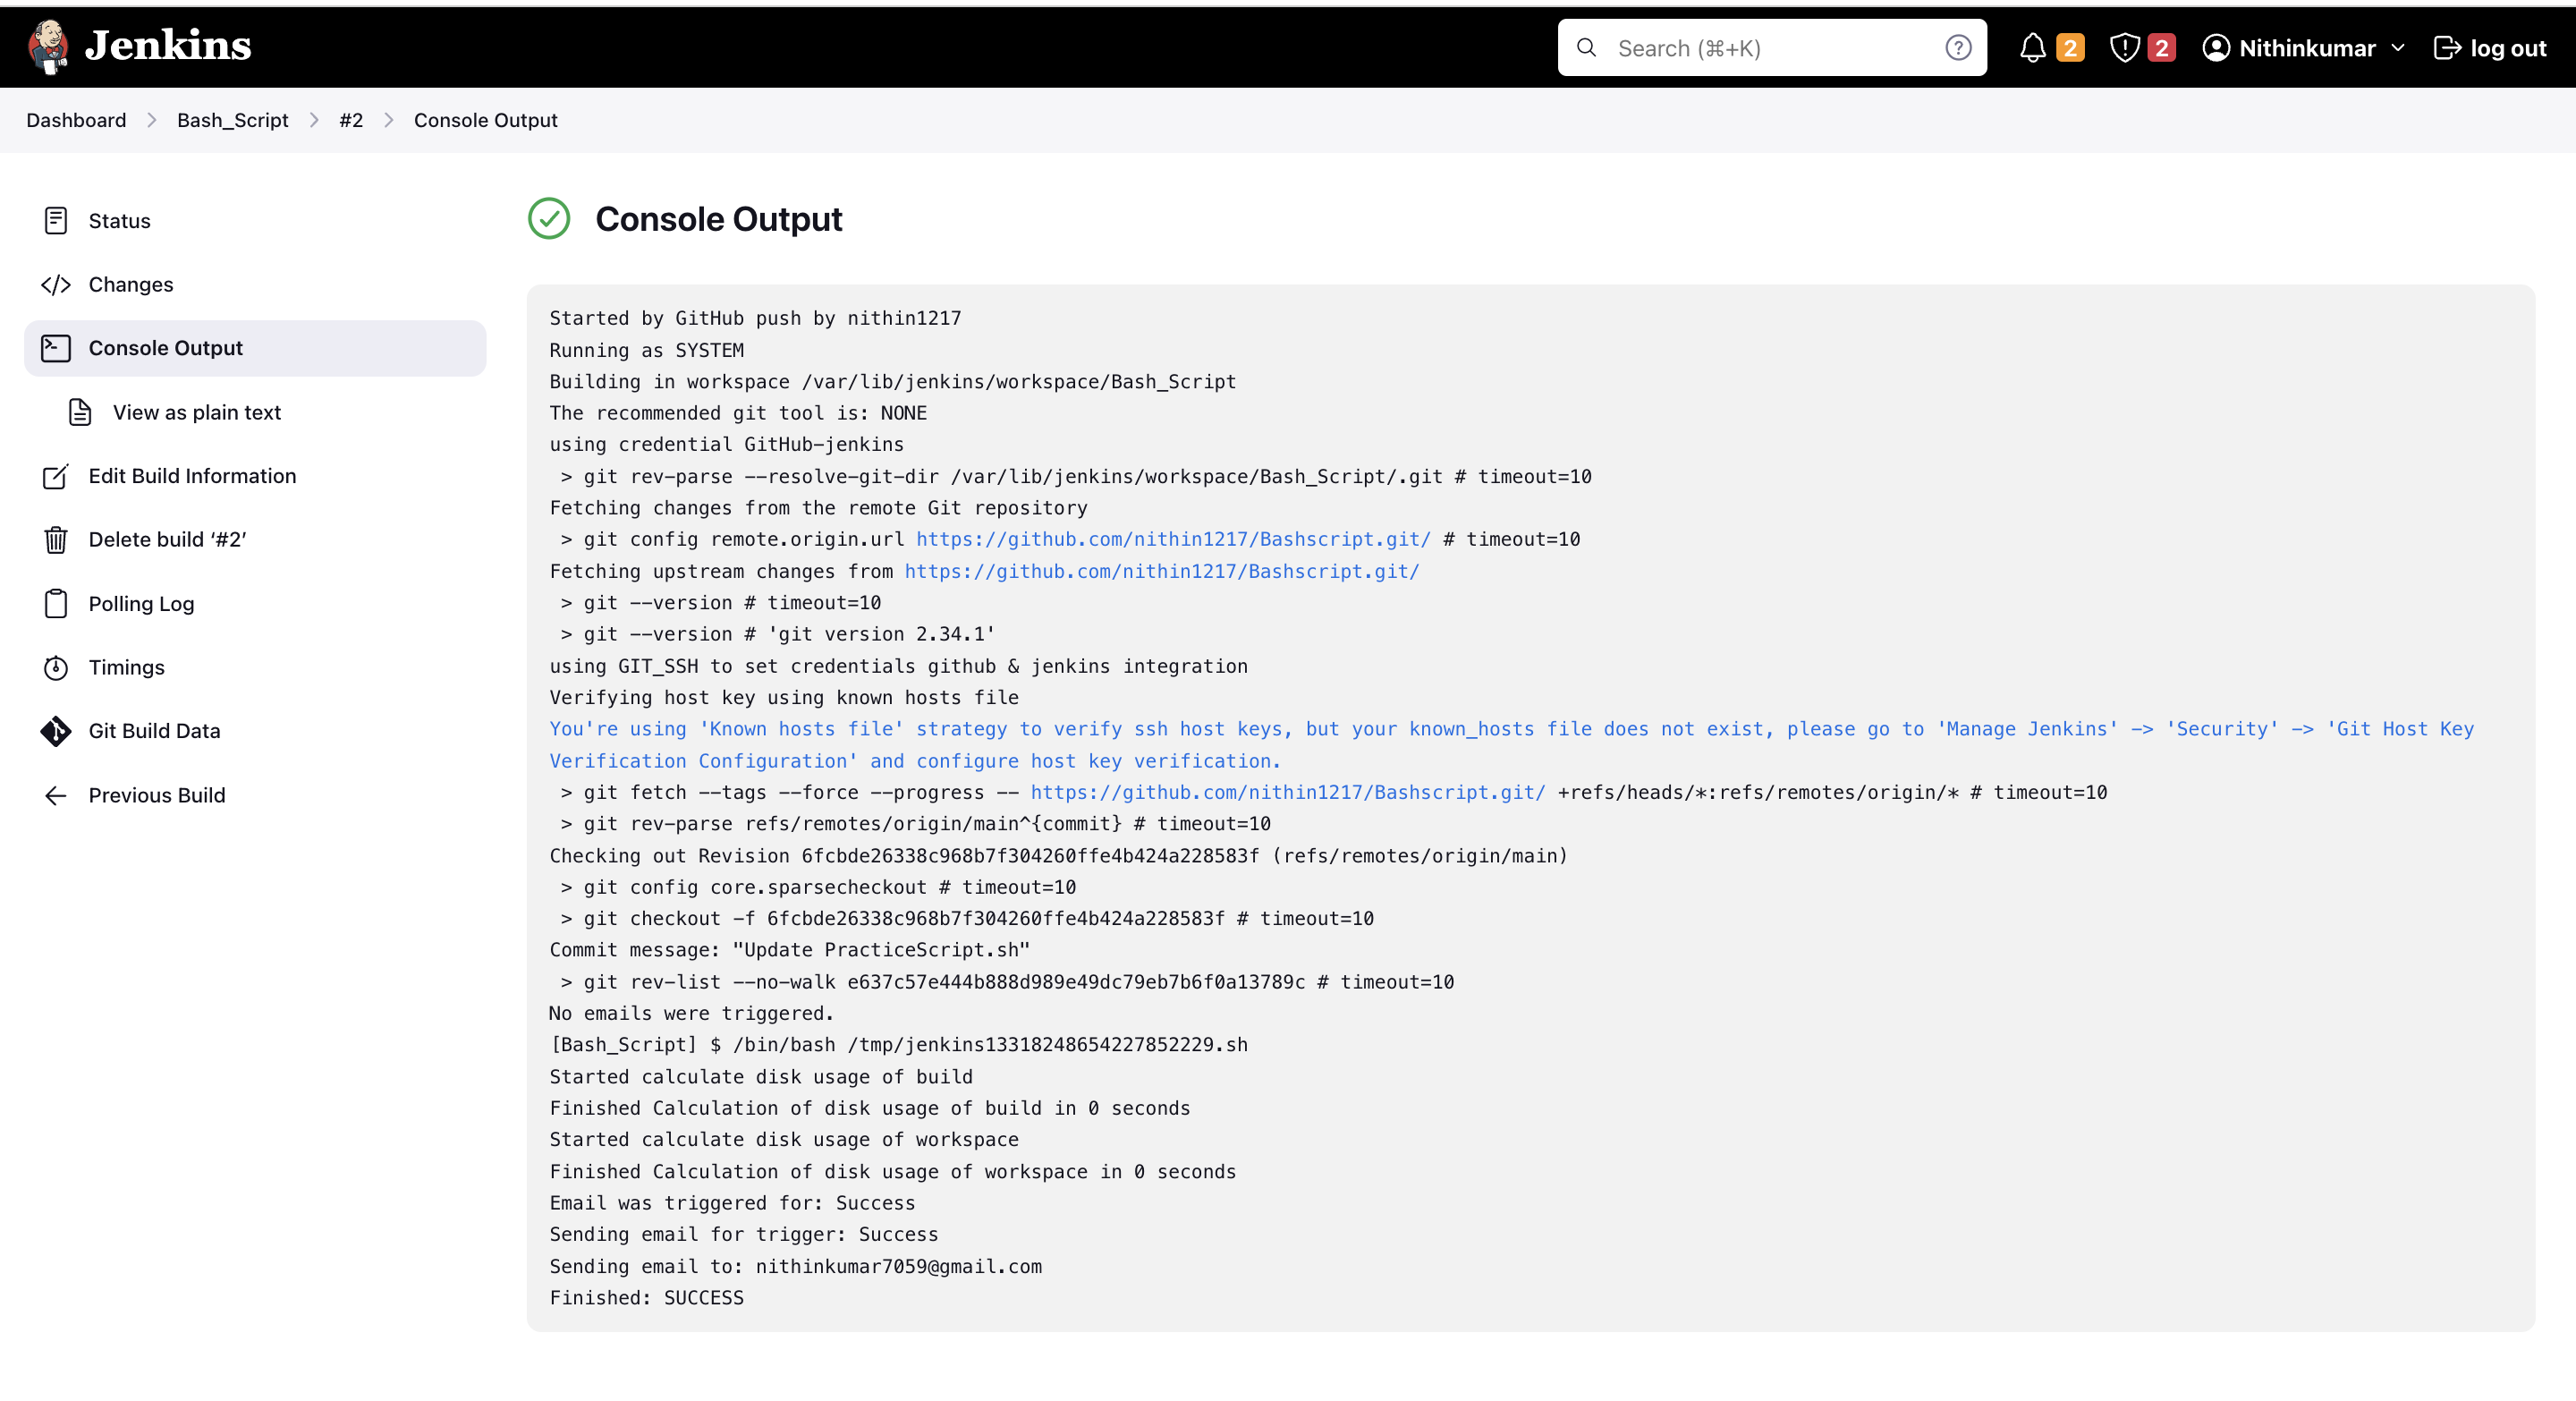 Jenkins
Search (⌘+K)
2
2
Nithinkumar
log out
Dashboard
Bash_Script
#2
Console Output
Status
Changes
Console Output
View as plain text
Edit Build Information
Delete build ‘#2’
Polling Log
Timings
Git Build Data
Previous Build
Console Output
Started by GitHub push by nithin1217
Running as SYSTEM
Building in workspace /var/lib/jenkins/workspace/Bash_Script
The recommended git tool is: NONE
using credential GitHub-jenkins
> git rev-parse --resolve-git-dir /var/lib/jenkins/workspace/Bash_Script/.git # timeout=10
Fetching changes from the remote Git repository
> git config remote.origin.url https://github.com/nithin1217/Bashscript.git/ # timeout=10
Fetching upstream changes from https://github.com/nithin1217/Bashscript.git/
> git --version # timeout=10
> git --version # 'git version 2.34.1'
using GIT_SSH to set credentials github & jenkins integration
Verifying host key using known hosts file
You're using 'Known hosts file' strategy to verify ssh host keys, but your known_hosts file does not exist, please go to 'Manage Jenkins' -> 'Security' -> 'Git Host Key
Verification Configuration' and configure host key verification.
> git fetch --tags --force --progress -- https://github.com/nithin1217/Bashscript.git/ +refs/heads/*:refs/remotes/origin/* # timeout=10
> git rev-parse refs/remotes/origin/main^{commit} # timeout=10
Checking out Revision 6fcbde26338c968b7f304260ffe4b424a228583f (refs/remotes/origin/main)
> git config core.sparsecheckout # timeout=10
> git checkout -f 6fcbde26338c968b7f304260ffe4b424a228583f # timeout=10
Commit message: "Update PracticeScript.sh"
> git rev-list --no-walk e637c57e444b888d989e49dc79eb7b6f0a13789c # timeout=10
No emails were triggered.
[Bash_Script] $ /bin/bash /tmp/jenkins13318248654227852229.sh
Started calculate disk usage of build
Finished Calculation of disk usage of build in 0 seconds
Started calculate disk usage of workspace
Finished Calculation of disk usage of workspace in 0 seconds
Email was triggered for: Success
Sending email for trigger: Success
Sending email to: nithinkumar7059@gmail.com
Finished: SUCCESS